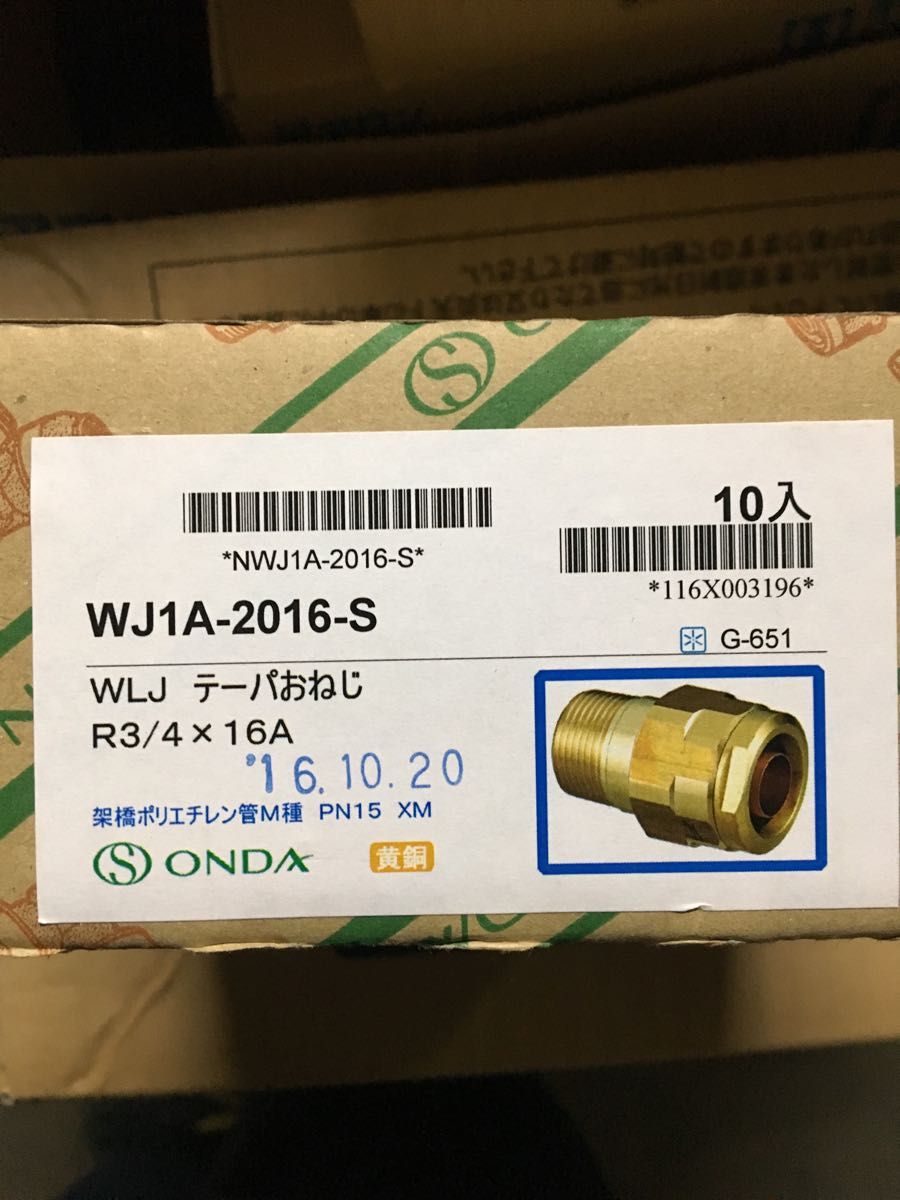 10入
*NWJ1A-2016-S*
*116X003196*
WJ1A-2016-S
G-651
WLJ テーパおねじ
R3/4×16A
'16.10.20
架橋ポリエチレン管M種 PN15 XM
ONDA
黄銅